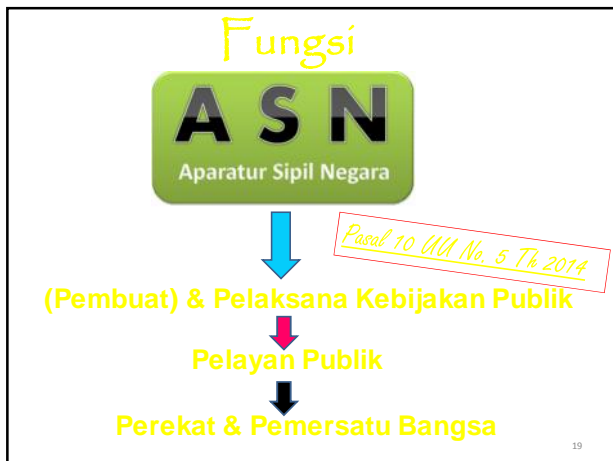 Fungsi
ASN
Aparatur Sipil Negara
Pasal 10 UU No. 5 Th 2014
(Pembuat) & Pelaksana Kebijakan Publik
Pelayan Publik
Perekat & Pemersatu Bangsa
19